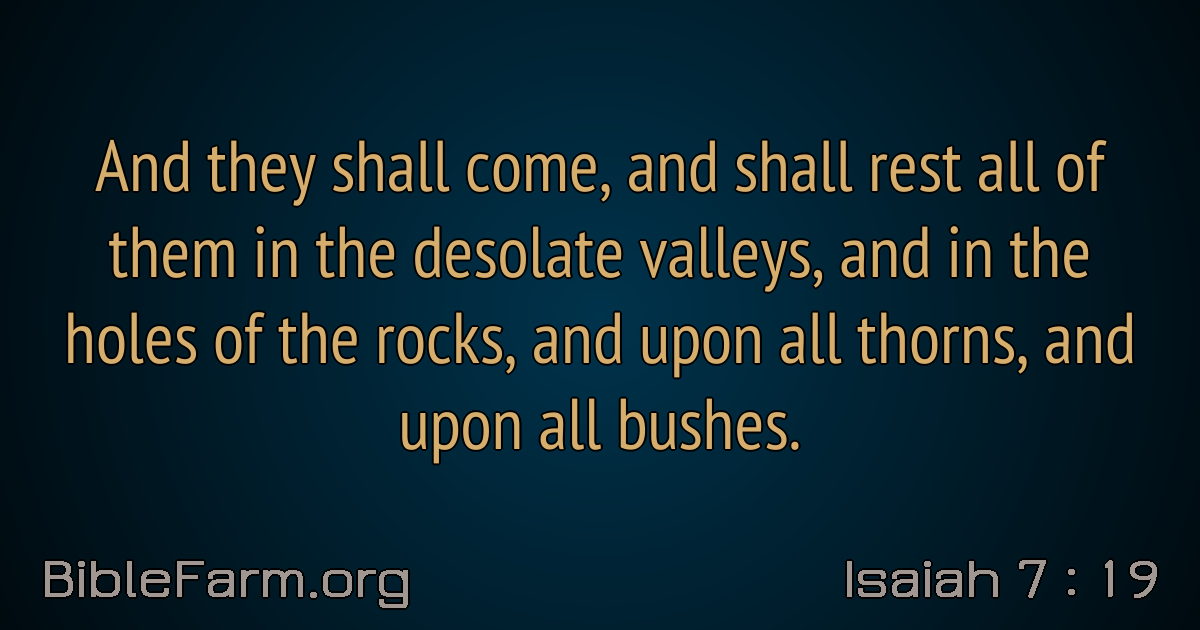 And they shall come, and shall rest all of
them in the desolate valleys, and in the
holes of the rocks, and upon all thorns, and
upon all bushes.
BibleFarm.org
Isaiah 7 : 19